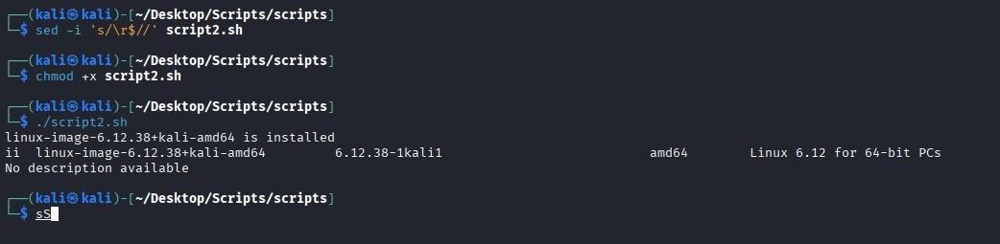 ┌──(kali㉿kali)-[~/Desktop/Scripts/scripts]
└─$ sed -i 's/\r$//' script2.sh
┌──(kali㉿kali)-[~/Desktop/Scripts/scripts]
└─$ chmod +x script2.sh
┌──(kali㉿kali)-[~/Desktop/Scripts/scripts]
└─$ ./script2.sh
linux-image-6.12.38+kali-amd64 is installed
ii  linux-image-6.12.38+kali-amd64         6.12.38-1kali1                           amd64        Linux 6.12 for 64-bit PCs
No description available
┌──(kali㉿kali)-[~/Desktop/Scripts/scripts]
└─$ sS